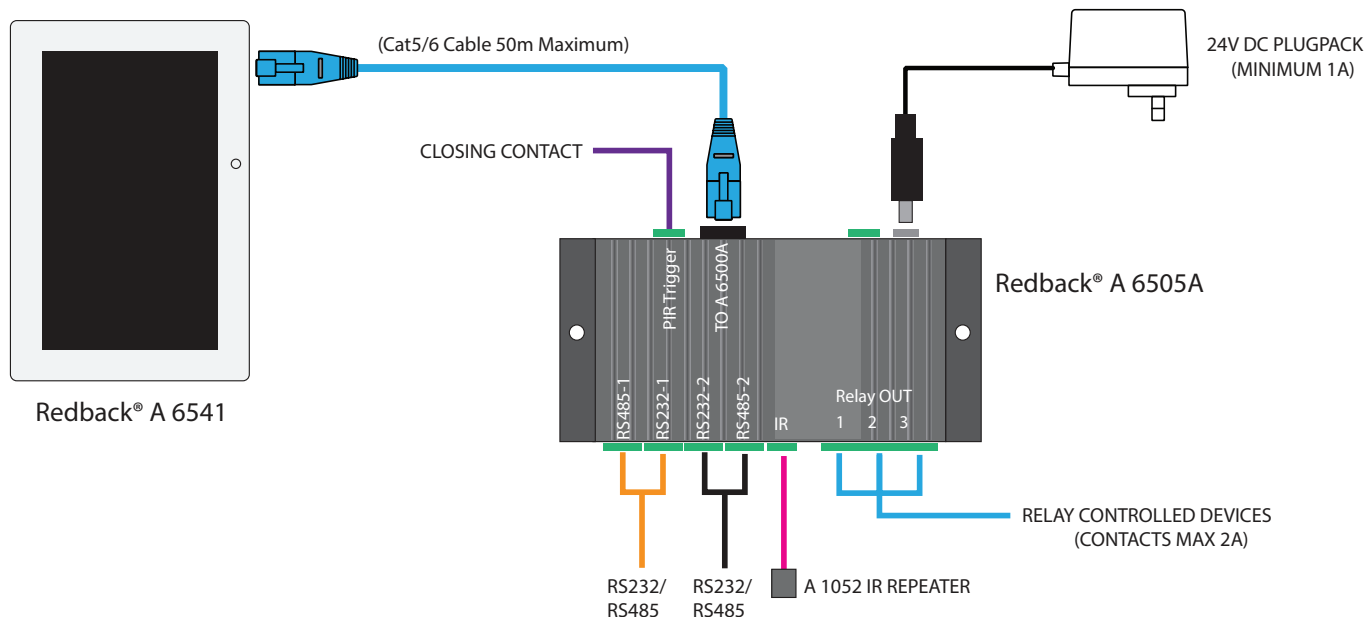 (Cat5/6 Cable 50m Maximum)
24V DC PLUGPACK
(MINIMUM 1A)
CLOSING CONTACT
Redback® A 6541
Redback® A 6505A
PIR Trigger
TO A 6500A
RS485-1
RS232-1
RS232-2
RS485-2
IR
Relay OUT
1 2 3
RELAY CONTROLLED DEVICES
(CONTACTS MAX 2A)
RS232/
RS485
RS232/
RS485
A 1052 IR REPEATER